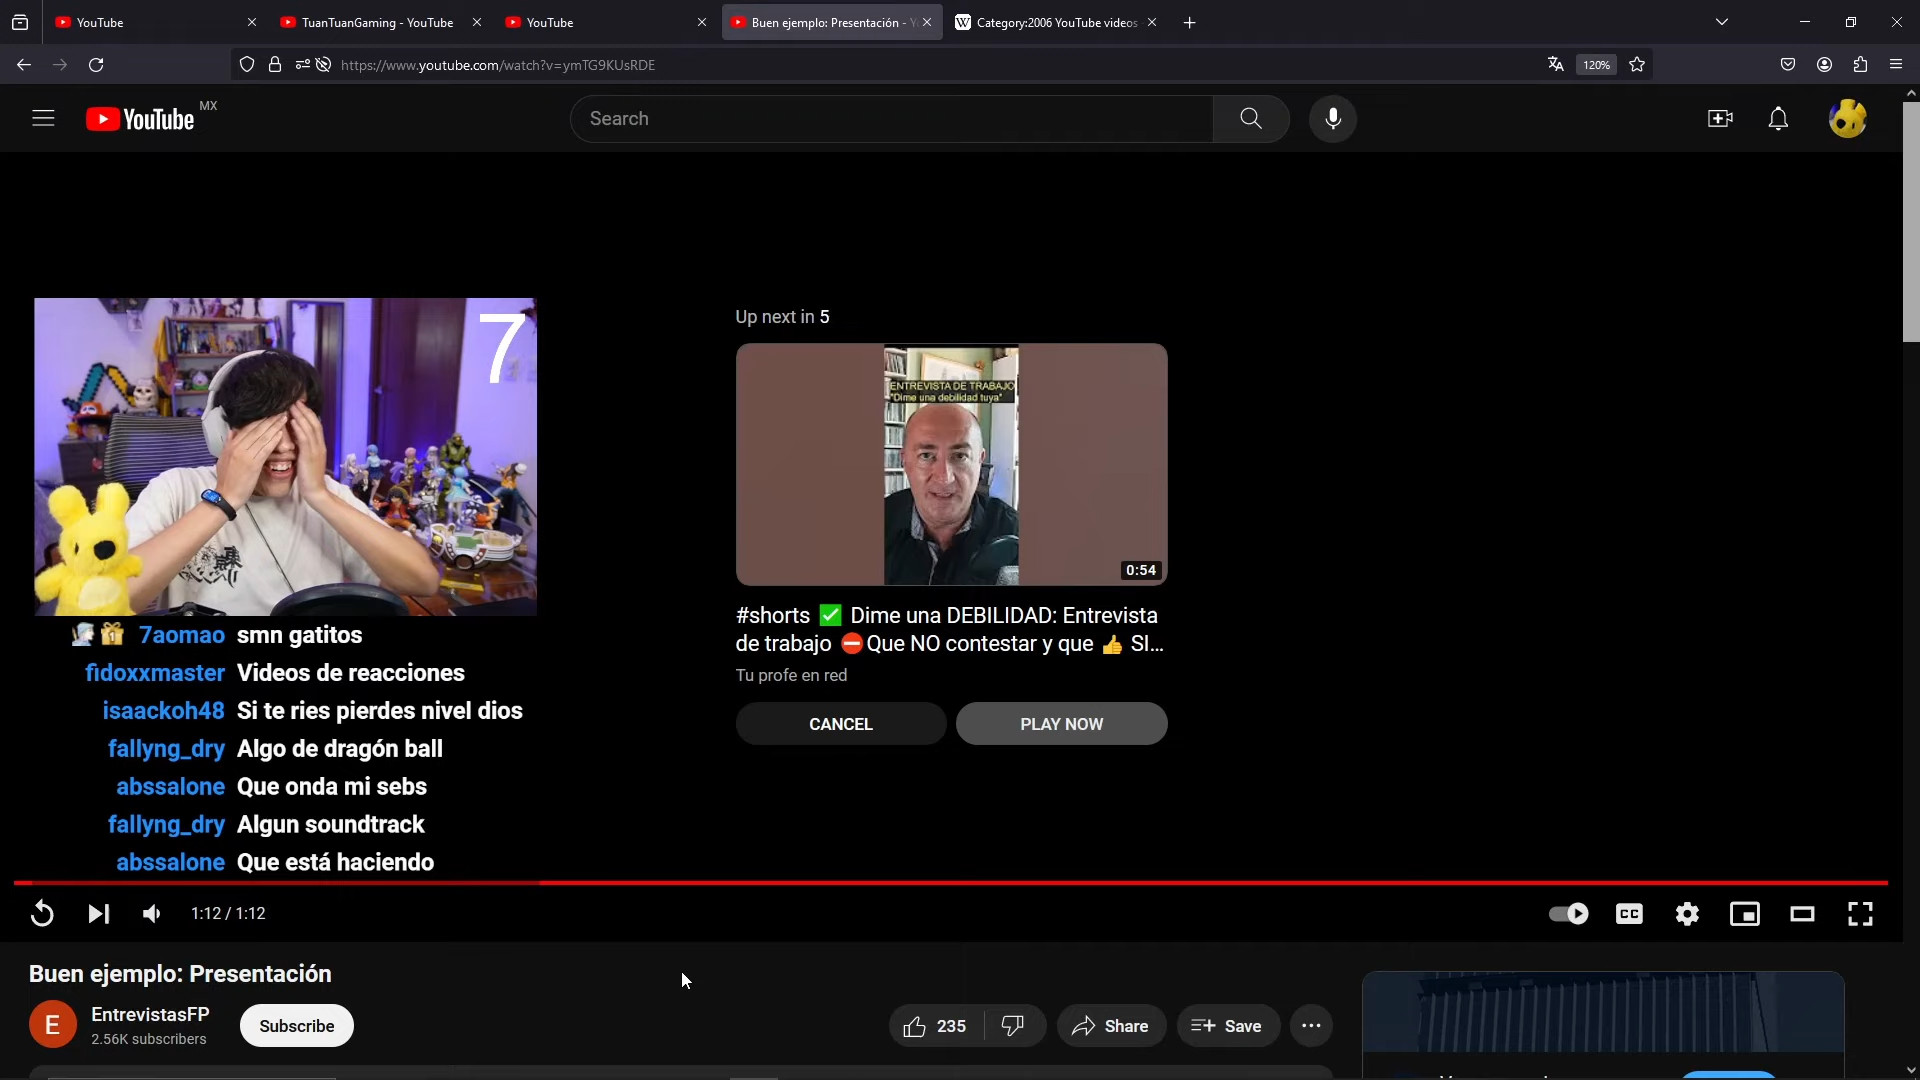 YouTube
TuanTuanGaming - YouTube
YouTube
Buen ejemplo: Presentación -
Category:2006 YouTube videos
https://www.youtube.com/watch?v=ymTG9KUsRDE
120%
YouTube MX
Search
7
Up next in 5
ENTREVISTA DE TRABAJO
"Dime una debilidad tuya"
0:54
#shorts ✅ Dime una DEBILIDAD: Entrevista
de trabajo ⛔Que NO contestar y que 👍 SI...
Tu profe en red
CANCEL
PLAY NOW
7aomao smn gatitos
fidoxxmaster Videos de reacciones
isaackoh48 Si te ries pierdes nivel dios
fallyng_dry Algo de dragón ball
abssalone Que onda mi sebs
fallyng_dry Algun soundtrack
abssalone Que está haciendo
1:12 / 1:12
CC
Buen ejemplo: Presentación
E
EntrevistasFP
2.56K subscribers
Subscribe
235
Share
Save